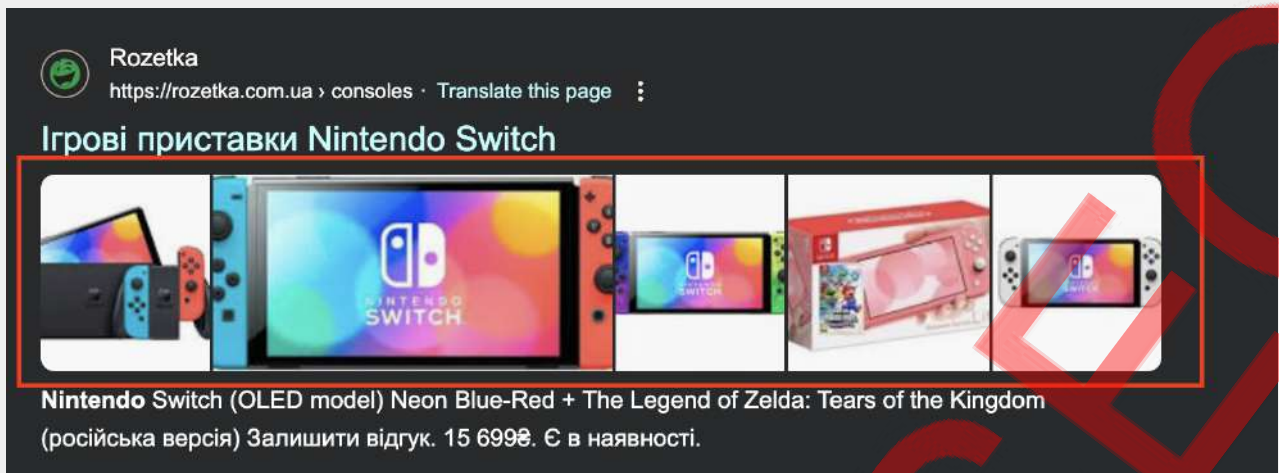 Rozetka
https://rozetka.com.ua › consoles · Translate this page
Ігрові приставки Nintendo Switch
NINTENDO
SWITCH
SWITCH
Nintendo Switch (OLED model) Neon Blue-Red + The Legend of Zelda: Tears of the Kingdom
(російська версія) Залишити відгук. 15 699₴. Є в наявності.